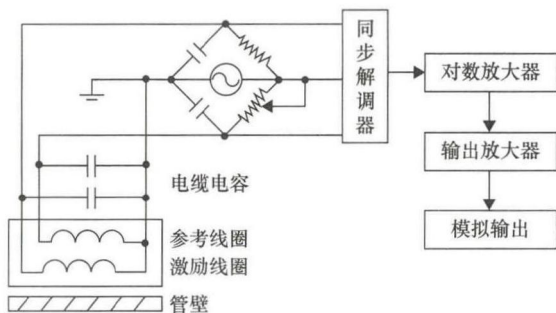 同步解调器
对数放大器
输出放大器
模拟输出
电缆电容
参考线圈
激励线圈
管壁